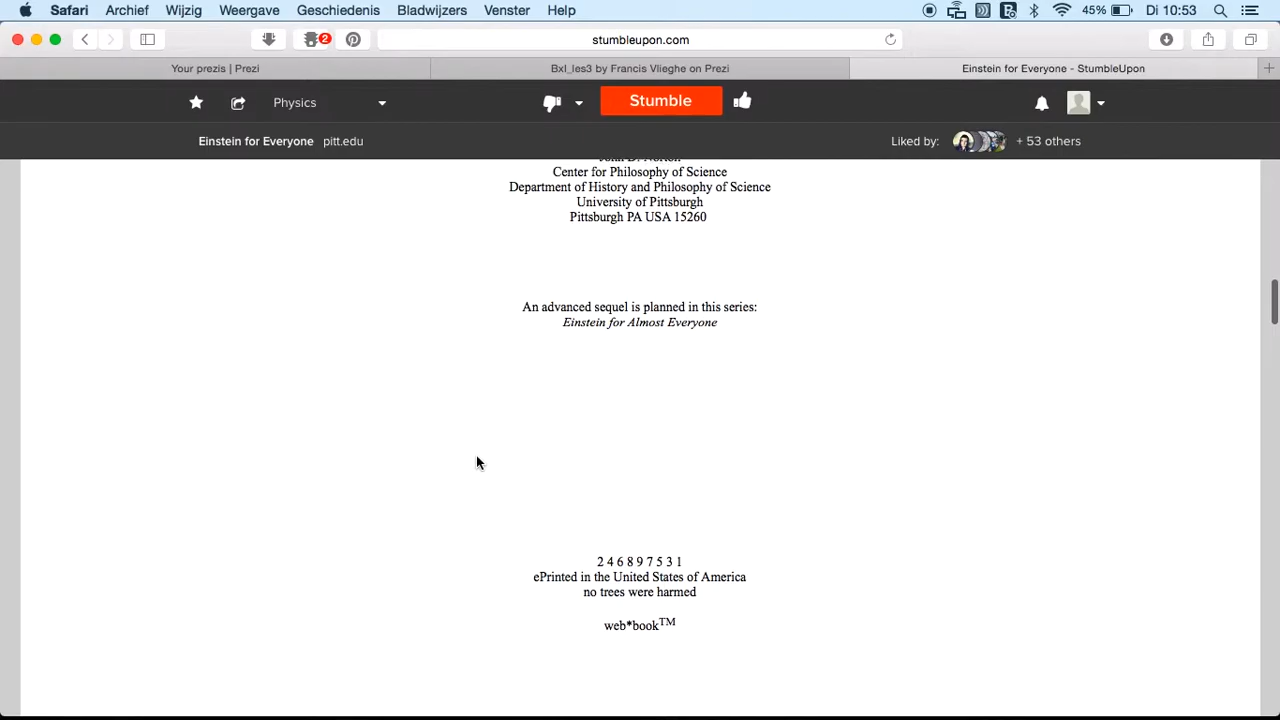 Safari Archief Wijzig Weergave Geschiedenis Bladwijzers Venster Help 45% Di 10:53
2 stumbleupon.com
Your prezis | Prezi Bxl_les3 by Francis Vlieghe on Prezi Einstein for Everyone - StumbleUpon
Physics Stumble
Einstein for Everyone pitt.edu Liked by: + 53 others
John D. Norton
Center for Philosophy of Science
Department of History and Philosophy of Science
University of Pittsburgh
Pittsburgh PA USA 15260
An advanced sequel is planned in this series:
Einstein for Almost Everyone
2 4 6 8 9 7 5 3 1
ePrinted in the United States of America
no trees were harmed
web*bookTM